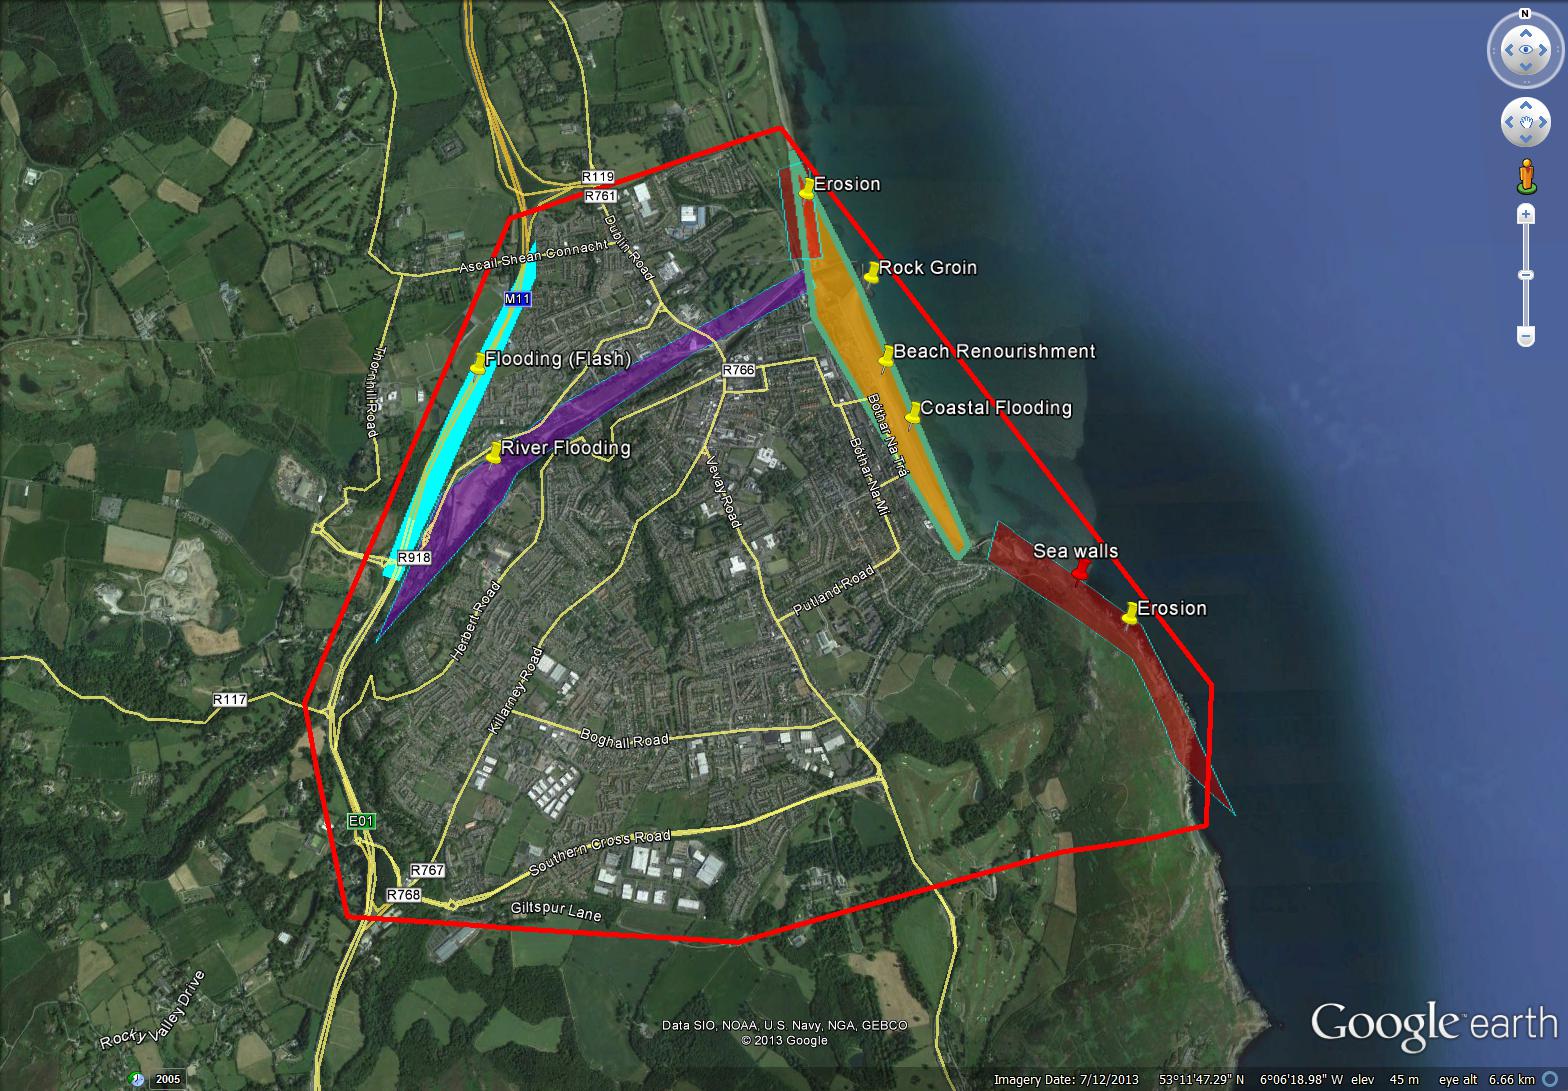 N
R119
R761
Erosion
Dublin Road
Ascail Shean Connacht
Rock Groin
M11
Beach Renourishment
Flooding (Flash)
R766
Thornhill Road
Coastal Flooding
Bóthar Na Trá
River Flooding
Bóthar Na Mi
Vevay Road
R918
Sea walls
Putland Road
Erosion
Herbert Road
R117
Killarney Road
Boghall Road
E01
Southern Cross Road
R767
R768
Giltspur Lane
Rocky Valley Drive
Google earth
Data SIO, NOAA, U.S. Navy, NGA, GEBCO
© 2013 Google
2005
Imagery Date: 7/12/2013 53°11'47.29" N 6°06'18.98" W elev 45 m eye alt 6.66 km